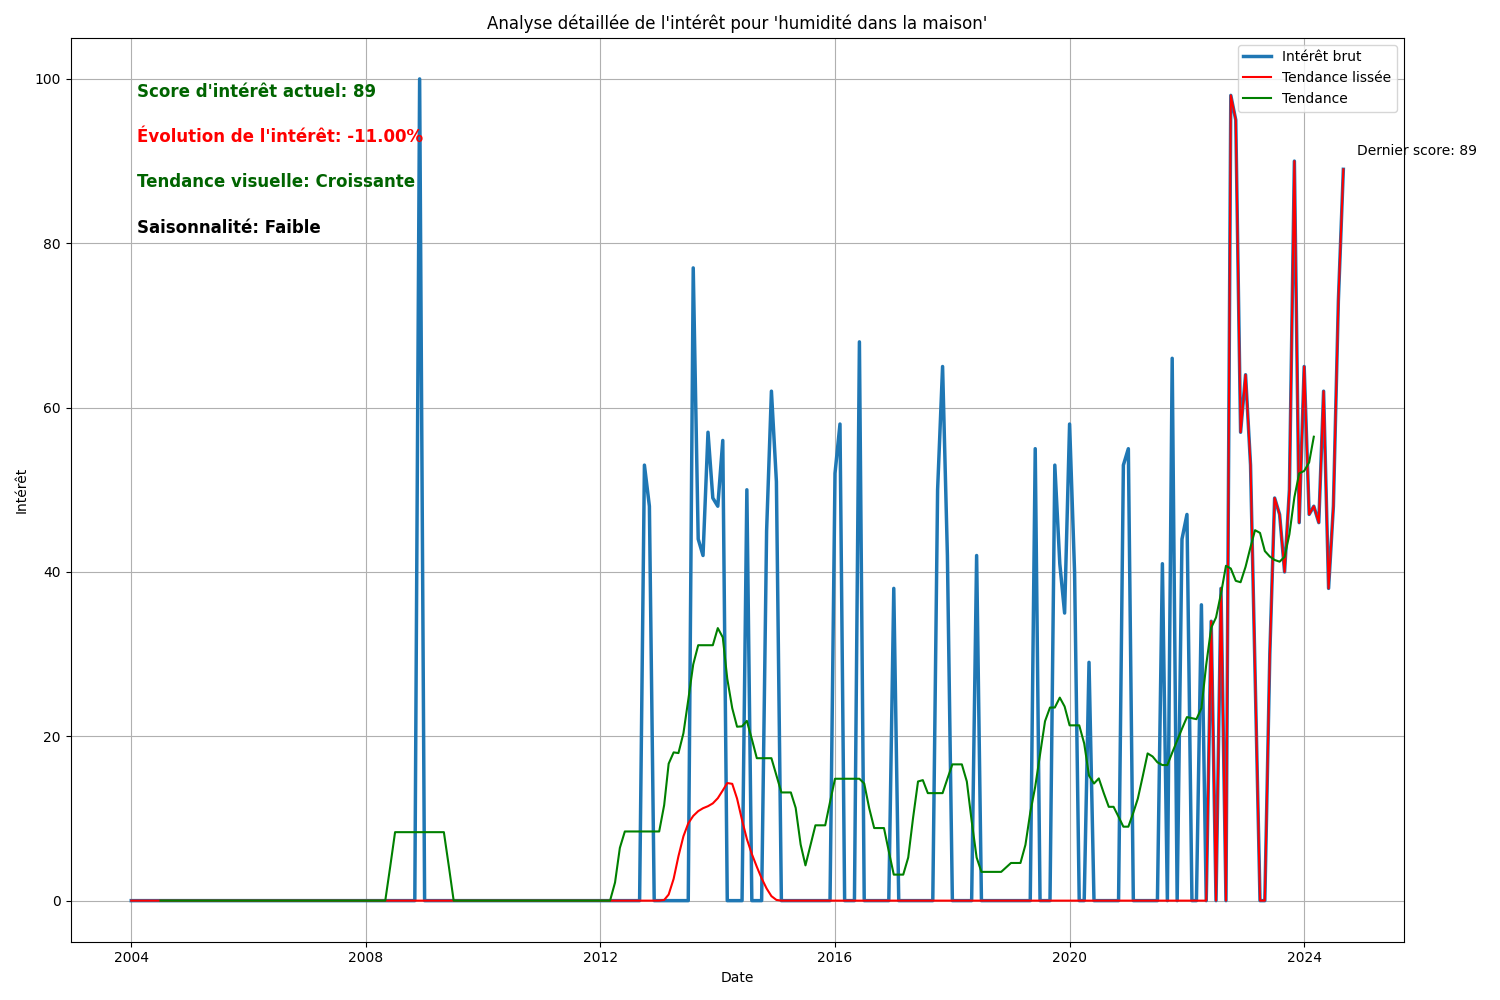 Analyse détaillée de l'intérêt pour 'humidité dans la maison'
Intérêt brut
Tendance lissée
Tendance
Score d'intérêt actuel: 89
Évolution de l'intérêt: -11.00%
Tendance visuelle: Croissante
Saisonnalité: Faible
Dernier score: 89
100
80
60
40
20
0
Intérêt
2004
2008
2012
2016
2020
2024
Date